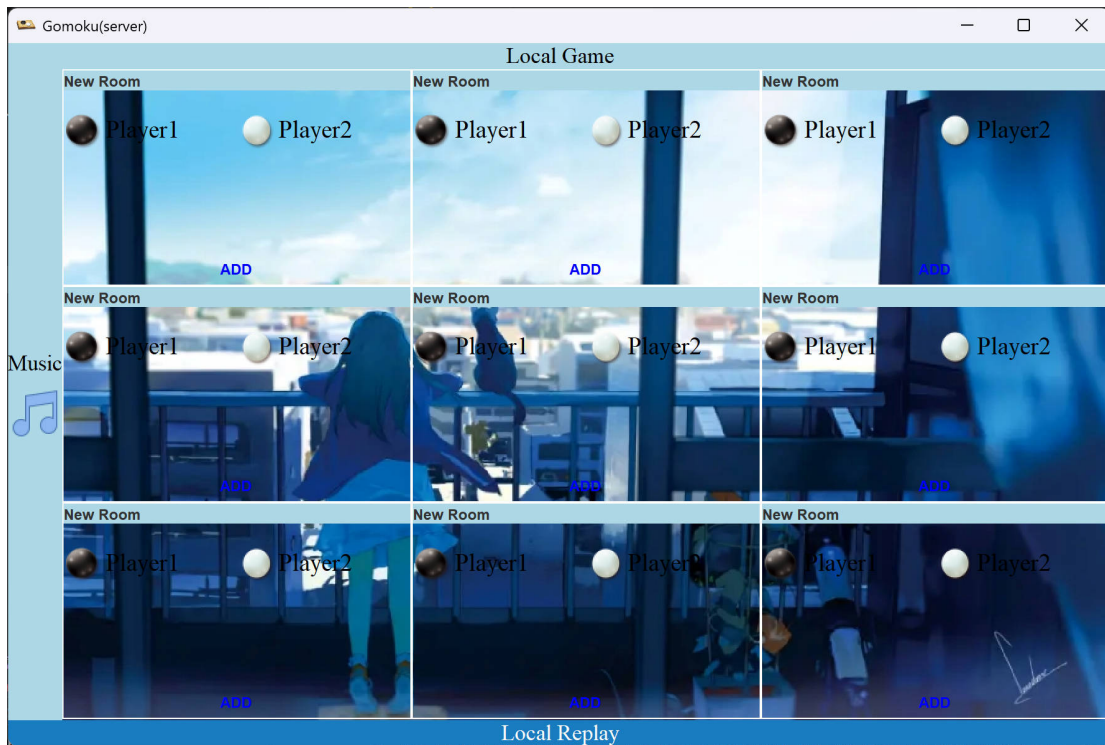 Gomoku(server)
Local Game
New Room New Room New Room
Player1 Player2 Player1 Player2 Player1 Player2
ADD ADD ADD
New Room New Room New Room
Player1 Player2 Player1 Player2 Player1 Player2
Music
ADD ADD ADD
New Room New Room New Room
Player1 Player2 Player1 Player2 Player1 Player2
ADD ADD ADD
Local Replay